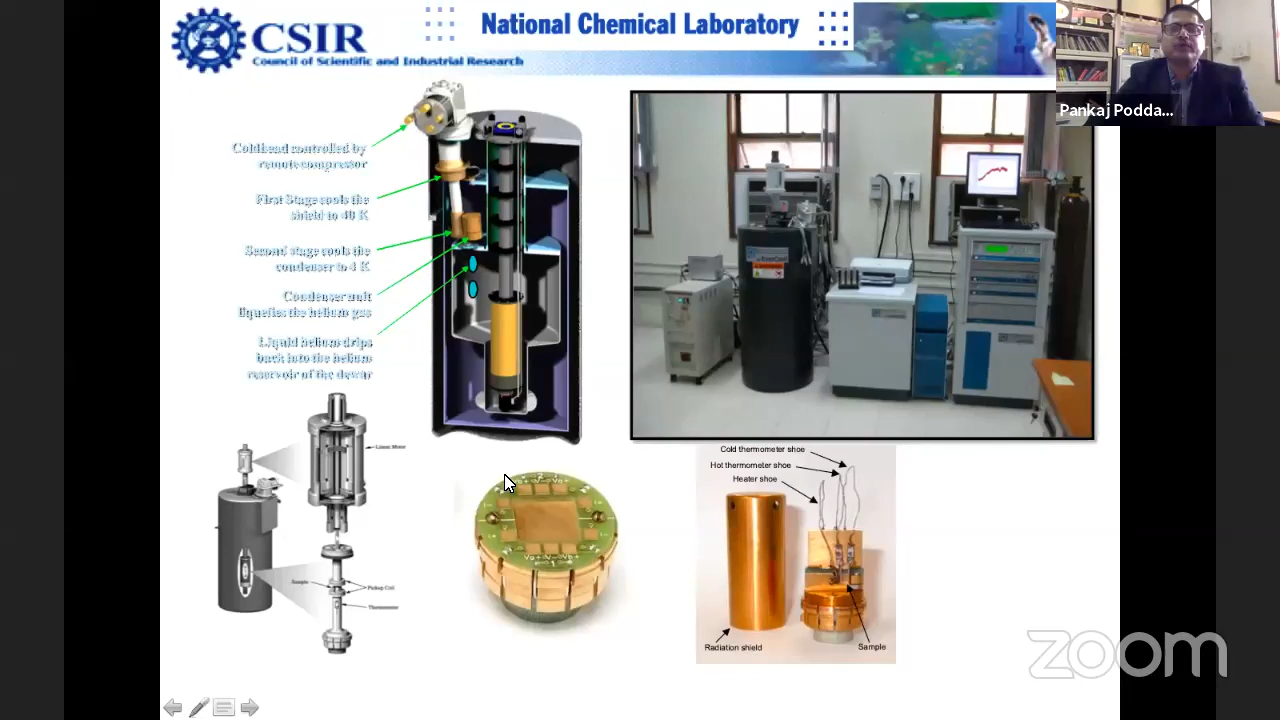 CSIR
Council of Scientific and Industrial Research
National Chemical Laboratory
Pankaj Podda...
Coldhead controlled by
remote compressor
First Stage cools the
shield to 40 K
Second stage cools the
condenser to 4 K
Condenser unit
liquefies the helium gas
Liquid helium drips
back into the helium
reservoir of the dewar
Linear Motor
Sample
Pickup Coil
Thermometer
Cold thermometer shoe
Hot thermometer shoe
Heater shoe
Radiation shield
Sample
zoom